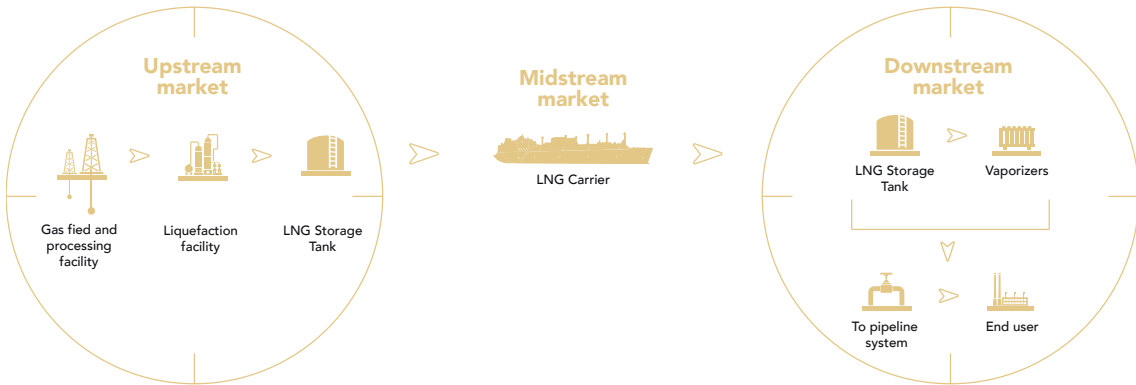 Upstream
market
Gas fied and
processing
facility
Liquefaction
facility
LNG Storage
Tank
Midstream
market
LNG Carrier
Downstream
market
LNG Storage
Tank
Vaporizers
To pipeline
system
End user